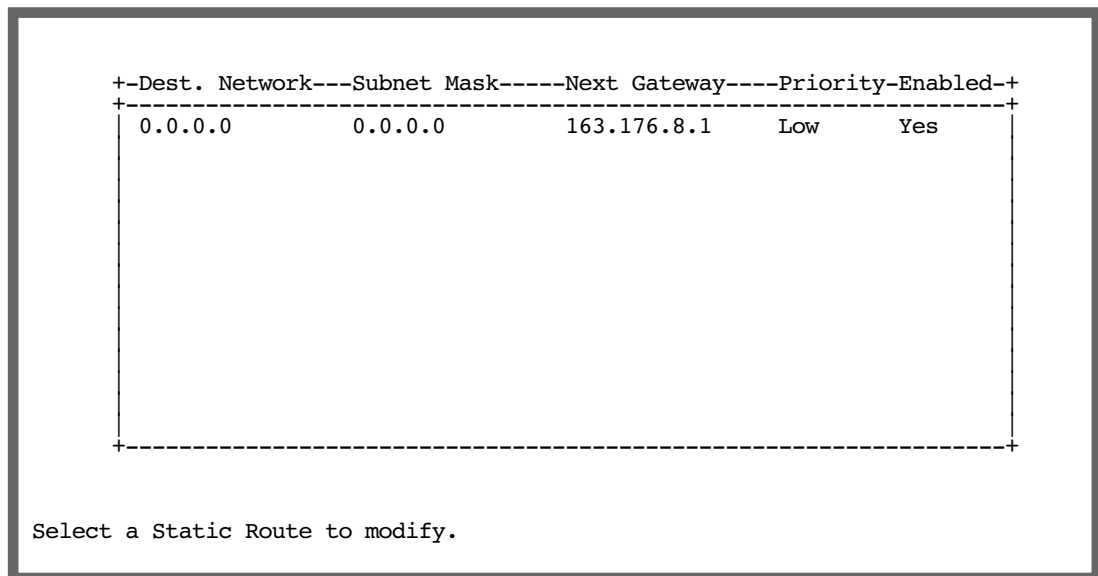 +-Dest. Network---Subnet Mask-----Next Gateway----Priority-Enabled-+
+------------------------------------------------------------------+
| 0.0.0.0         0.0.0.0         163.176.8.1     Low      Yes      |
+------------------------------------------------------------------+
Select a Static Route to modify.